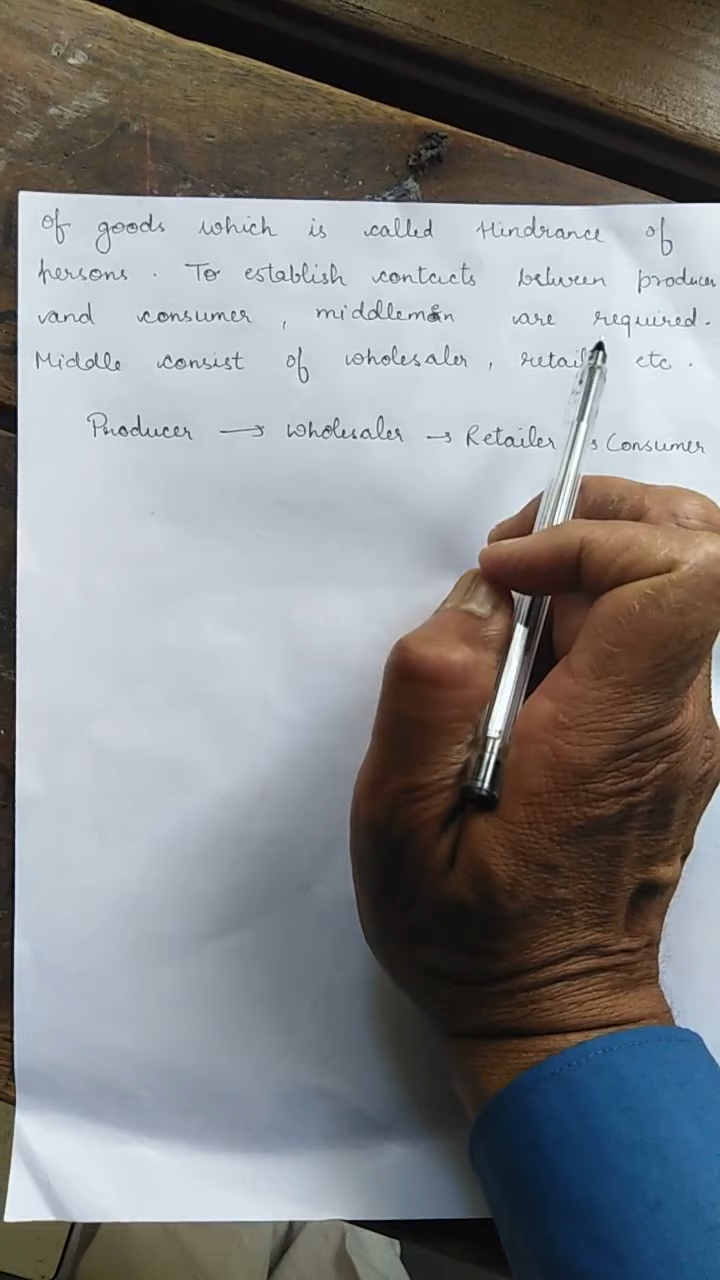 of goods which is called Hindrance of
persons. To establish contacts between producer
and consumer, middlemen are required.
Middle consist of wholesaler, etc.
Producer → wholesaler → Retailer → Consumer